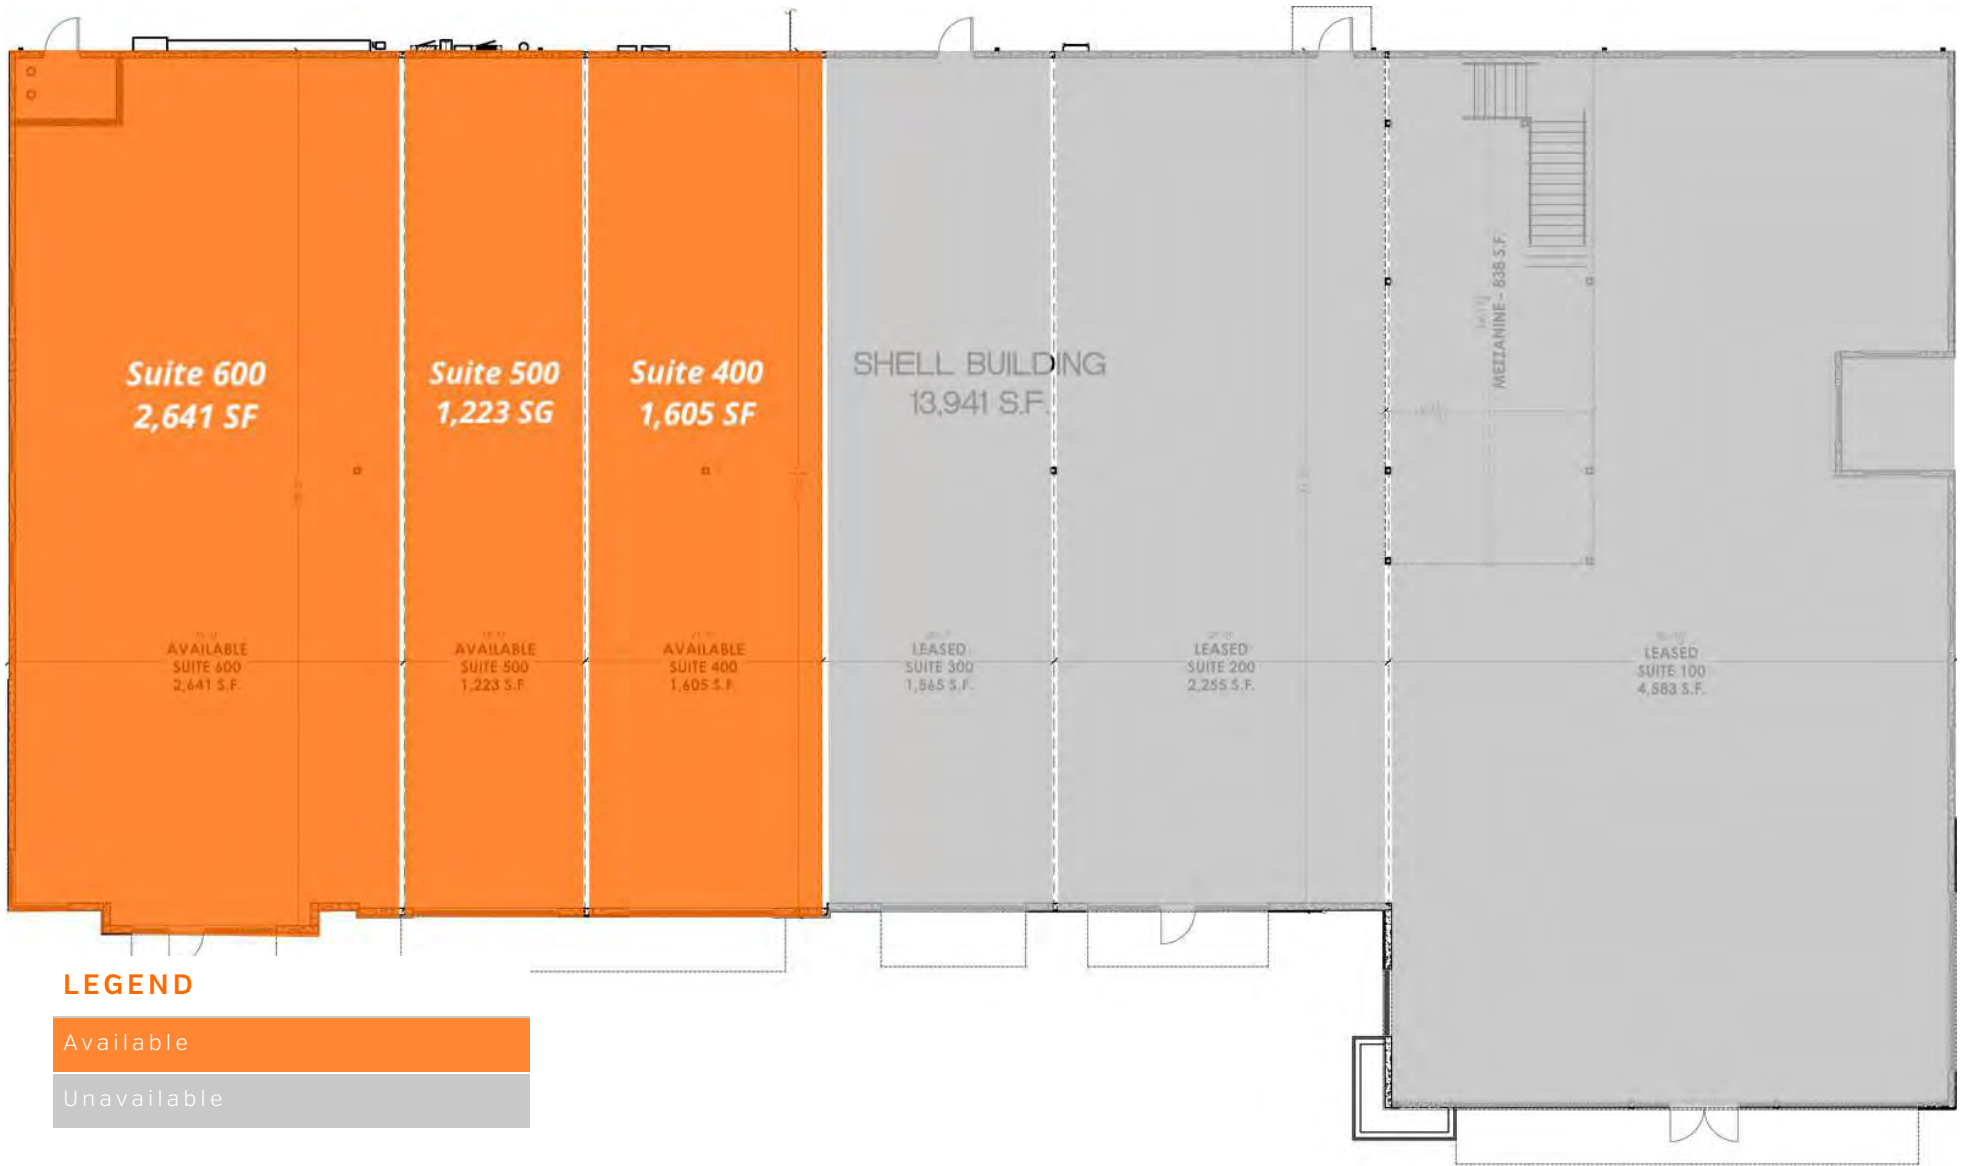 Suite 600
2,641 SF
Suite 500
1,223 SG
Suite 400
1,605 SF
SHELL BUILDING
13,941 S.F.
MEZZANINE - 838 S.F.
AVAILABLE
SUITE 600
2,641 S.F.
AVAILABLE
SUITE 500
1,223 S.F
AVAILABLE
SUITE 400
1,605 S.F.
LEASED
SUITE 300
1,565 S.F.
LEASED
SUITE 200
2,255 S.F.
LEASED
SUITE 100
4,583 S.F.
LEGEND
Available
Unavailable